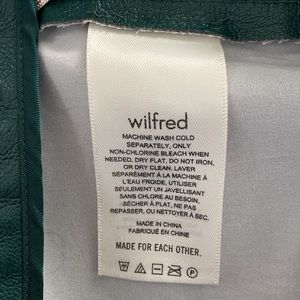 wilfred
MACHINE WASH COLD
SEPARATELY, ONLY
NON-CHLORINE BLEACH WHEN
NEEDED, DRY FLAT, DO NOT IRON,
OR DRY CLEAN. LAVER
SÉPARÉMENT À LA MACHINE À
L'EAU FROIDE, UTILISER
SEULEMENT UN JAVELLISANT
SANS CHLORE AU BESOIN,
SÉCHER À PLAT, NE PAS
REPASSER, OU NETTOYER À SEC.
MADE IN CHINA
FABRIQUÉ EN CHINE
MADE FOR EACH OTHER.